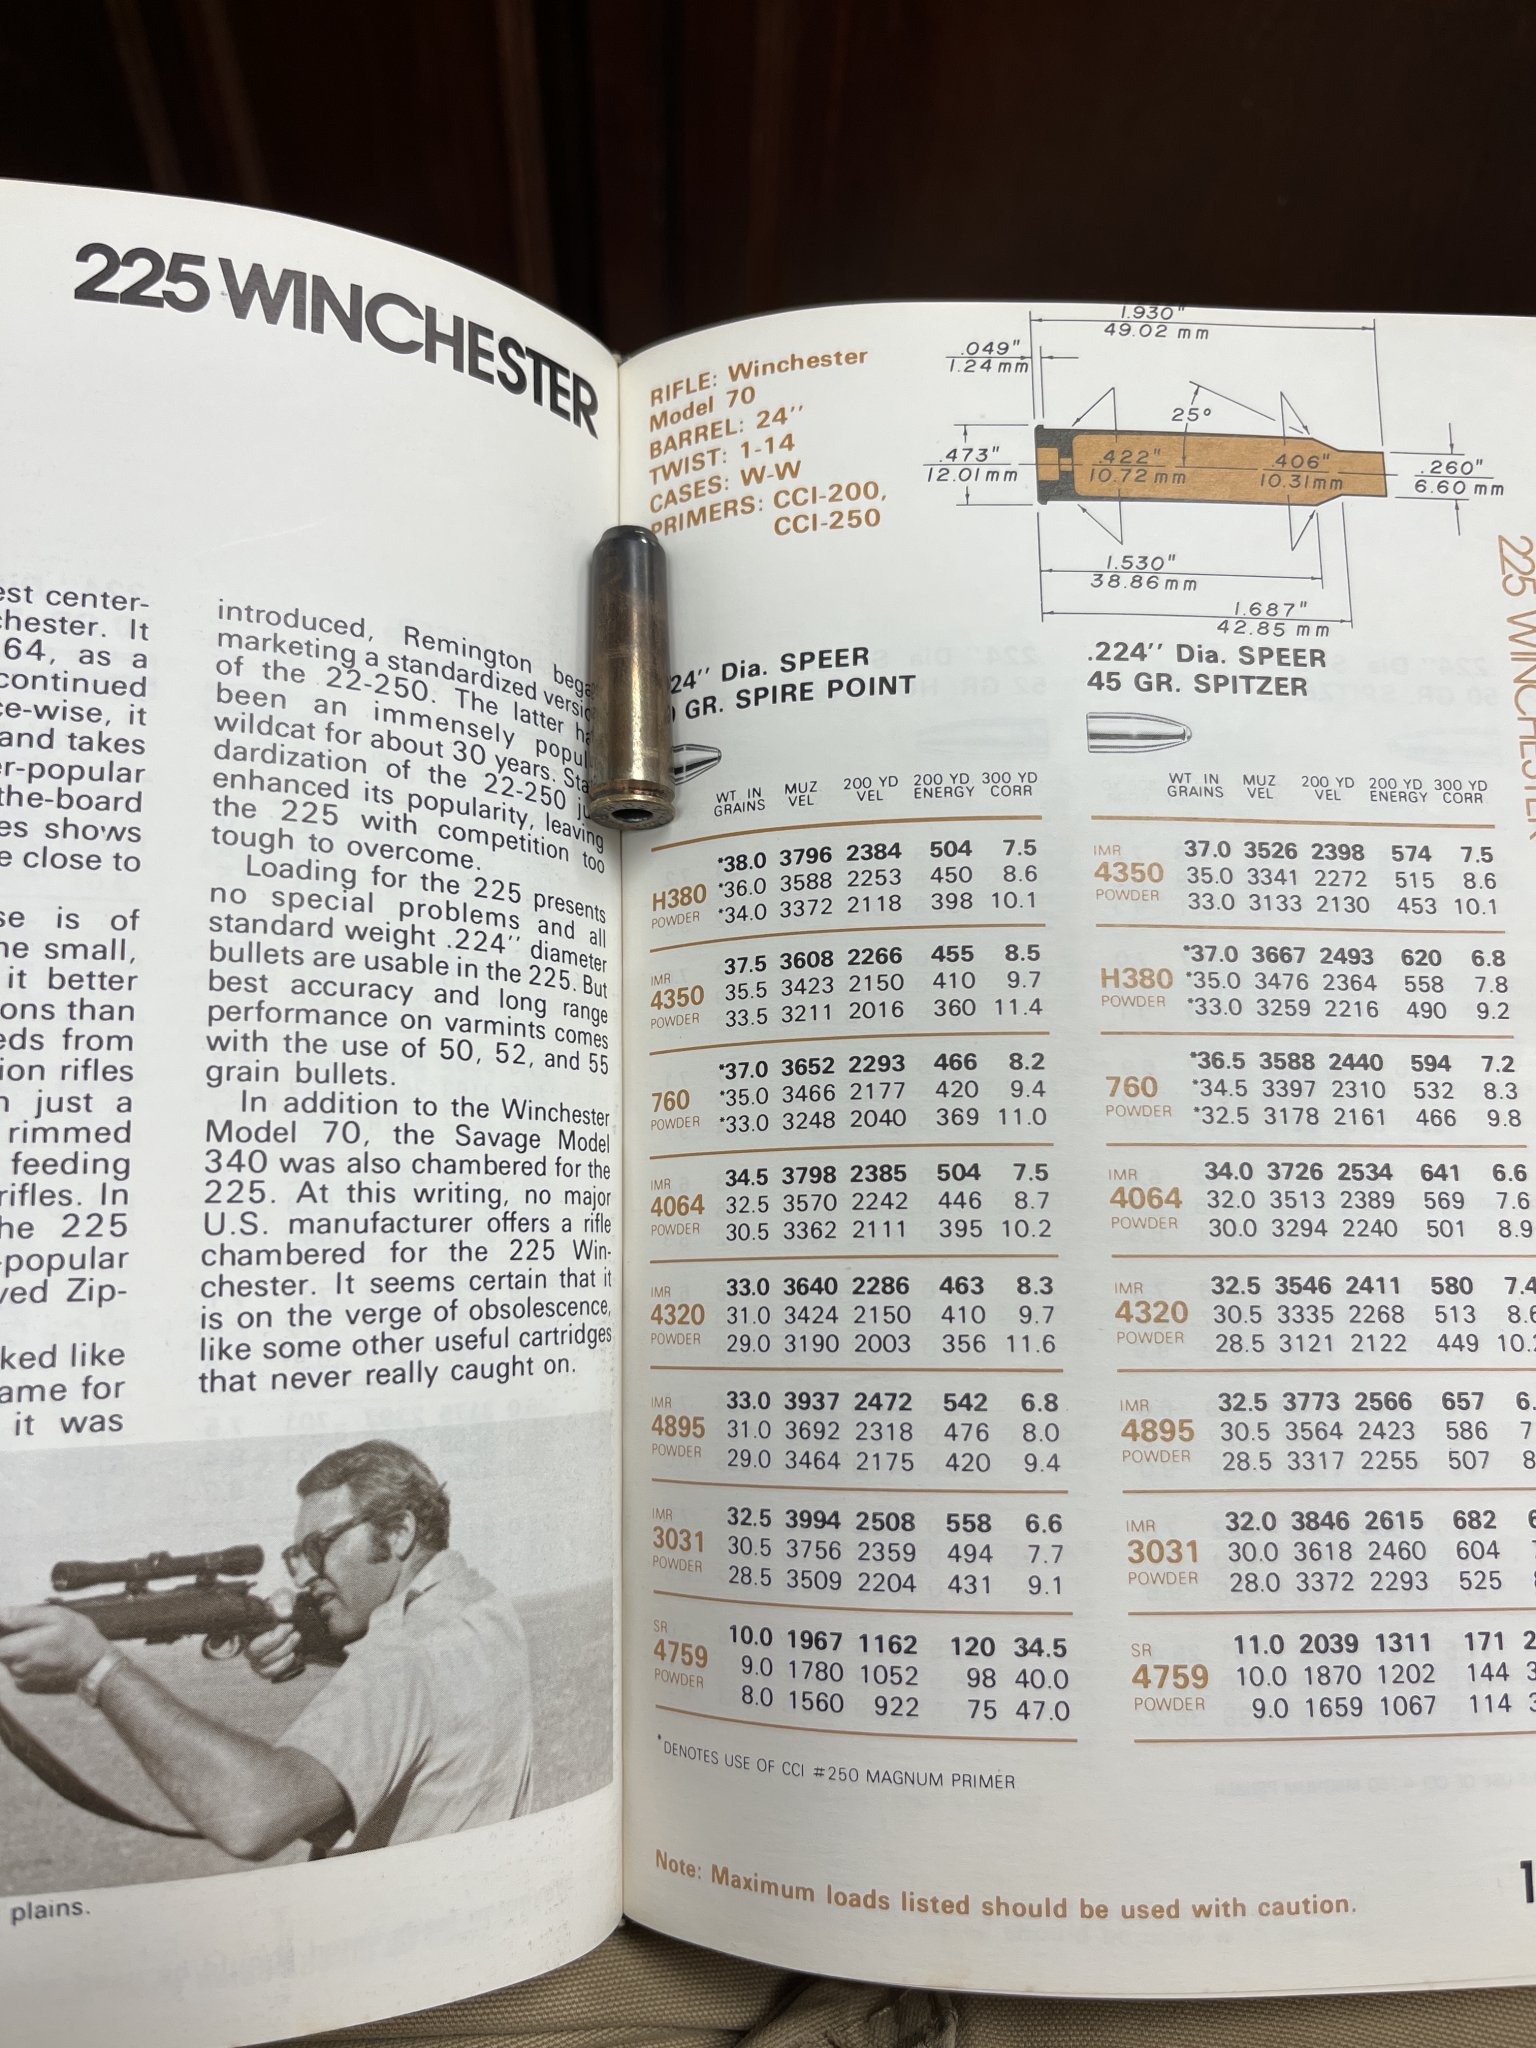 225 WINCHESTER
est center-
chester. It
64, as a
continued
ce-wise, it
and takes
er-popular
the-board
es shows
e close to
se is of
he small,
it better
ons than
eds from
ion rifles
n just a
rimmed
feeding
rifles. In
he 225
-popular
yed Zip-
ked like
ame for
it was
introduced, Remington bega
marketing a standardized versi
of the 22-250. The latter ha
been an immensely popul
wildcat for about 30 years. Sta
dardization of the 22-250 ju
enhanced its popularity, leaving
the 225 with competition too
tough to overcome.
Loading for the 225 presents
no special problems and all
standard weight .224" diameter
bullets are usable in the 225. But
best accuracy and long range
performance on varmints comes
with the use of 50, 52, and 55
grain bullets.
In addition to the Winchester
Model 70, the Savage Model
340 was also chambered for the
225. At this writing, no major
U.S. manufacturer offers a rifle
chambered for the 225 Win-
chester. It seems certain that it
is on the verge of obsolescence,
like some other useful cartridges
that never really caught on.
plains.
RIFLE: Winchester
Model 70
BARREL: 24"
TWIST: 1-14
CASES: W-W
PRIMERS: CCI-200,
CCI-250
1.930"
49.02 mm
.049"
1.24 mm
25°
.473"
12.01 mm
.422"
10.72 mm
.406"
10.31mm
.260"
6.60 mm
1.530"
38.86 mm
1.687"
42.85 mm
225 WINCHESTER
24" Dia. SPEER
GR. SPIRE POINT
WT. IN GRAINS MUZ VEL 200 YD VEL 200 YD ENERGY 300 YD CORR
H380 POWDER
*38.0 3796 2384 504 7.5
*36.0 3588 2253 450 8.6
*34.0 3372 2118 398 10.1
IMR 4350 POWDER
37.5 3608 2266 455 8.5
35.5 3423 2150 410 9.7
33.5 3211 2016 360 11.4
760 POWDER
*37.0 3652 2293 466 8.2
*35.0 3466 2177 420 9.4
*33.0 3248 2040 369 11.0
IMR 4064 POWDER
34.5 3798 2385 504 7.5
32.5 3570 2242 446 8.7
30.5 3362 2111 395 10.2
IMR 4320 POWDER
33.0 3640 2286 463 8.3
31.0 3424 2150 410 9.7
29.0 3190 2003 356 11.6
IMR 4895 POWDER
33.0 3937 2472 542 6.8
31.0 3692 2318 476 8.0
29.0 3464 2175 420 9.4
IMR 3031 POWDER
32.5 3994 2508 558 6.6
30.5 3756 2359 494 7.7
28.5 3509 2204 431 9.1
SR 4759 POWDER
10.0 1967 1162 120 34.5
9.0 1780 1052 98 40.0
8.0 1560 922 75 47.0
*DENOTES USE OF CCI #250 MAGNUM PRIMER
.224" Dia. SPEER
45 GR. SPITZER
WT. IN GRAINS MUZ VEL 200 YD VEL 200 YD ENERGY 300 YD CORR
IMR 4350 POWDER
37.0 3526 2398 574 7.5
35.0 3341 2272 515 8.6
33.0 3133 2130 453 10.1
H380 POWDER
*37.0 3667 2493 620 6.8
*35.0 3476 2364 558 7.8
*33.0 3259 2216 490 9.2
760 POWDER
*36.5 3588 2440 594 7.2
*34.5 3397 2310 532 8.3
*32.5 3178 2161 466 9.8
IMR 4064 POWDER
34.0 3726 2534 641 6.6
32.0 3513 2389 569 7.6
30.0 3294 2240 501 8.9
IMR 4320 POWDER
32.5 3546 2411 580 7.4
30.5 3335 2268 513 8.6
28.5 3121 2122 449 10.
IMR 4895 POWDER
32.5 3773 2566 657 6.
30.5 3564 2423 586 7
28.5 3317 2255 507 8
IMR 3031 POWDER
32.0 3846 2615 682
30.0 3618 2460 604
28.0 3372 2293 525
SR 4759 POWDER
11.0 2039 1311 171 2
10.0 1870 1202 144 3
9.0 1659 1067 114 3
Note: Maximum loads listed should be used with caution.
1